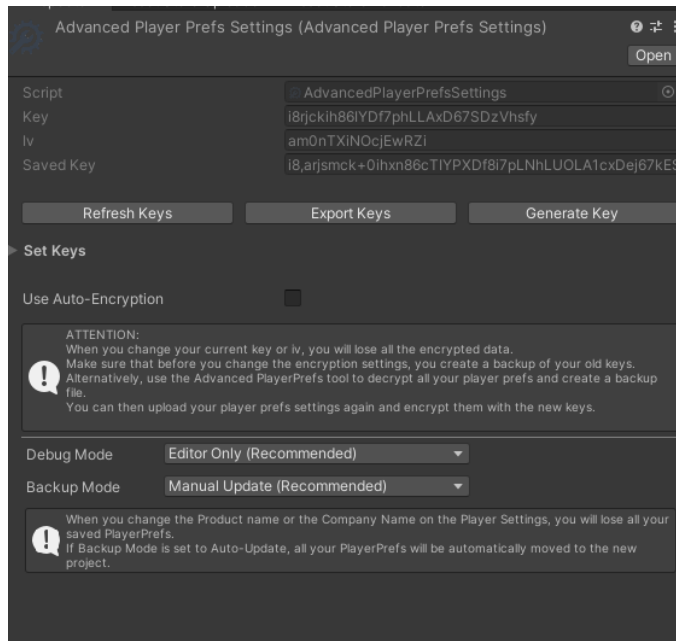 Advanced Player Prefs Settings (Advanced Player Prefs Settings)
Open
Script AdvancedPlayerPrefsSettings
Key i8rjckih86IYDf7phLLAxD67SDzVhsfy
Iv am0nTXiNOcjEwRZi
Saved Key i8,arjsmck+0ihxn86cTIYPXDf8i7pLNhLUOLA1cxDej67kES
Refresh Keys Export Keys Generate Key
Set Keys
Use Auto-Encryption
ATTENTION:
When you change your current key or iv, you will lose all the encrypted data.
Make sure that before you change the encryption settings, you create a backup of your old keys.
Alternatively, use the Advanced PlayerPrefs tool to decrypt all your player prefs and create a backup
file.
You can then upload your player prefs settings again and encrypt them with the new keys.
Debug Mode Editor Only (Recommended)
Backup Mode Manual Update (Recommended)
When you change the Product name or the Company Name on the Player Settings, you will lose all your
saved PlayerPrefs.
If Backup Mode is set to Auto-Update, all your PlayerPrefs will be automatically moved to the new
project.